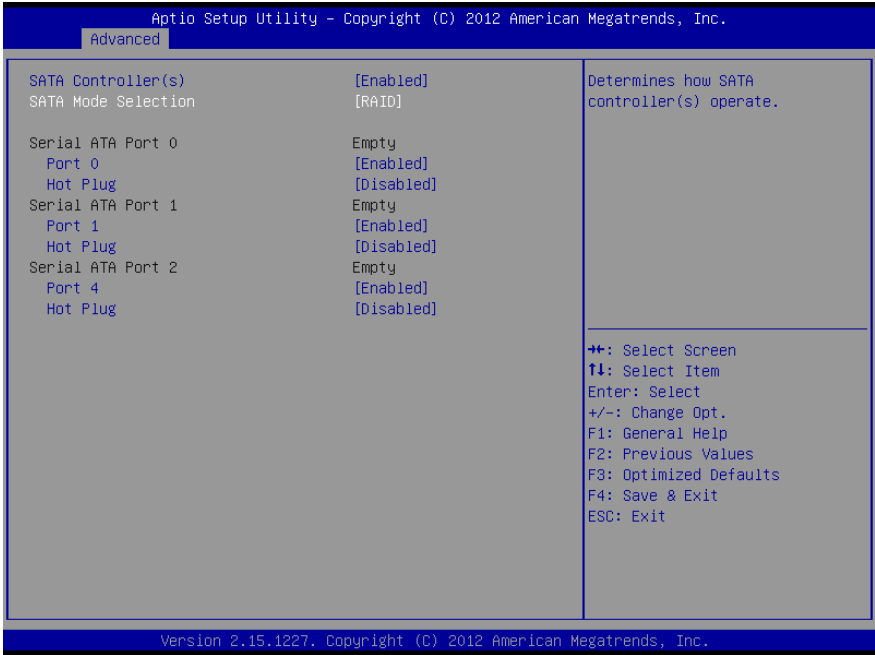 Aptio Setup Utility – Copyright (C) 2012 American Megatrends, Inc.
Advanced
SATA Controller(s) [Enabled]
SATA Mode Selection [RAID]
Serial ATA Port 0 Empty
Port 0 [Enabled]
Hot Plug [Disabled]
Serial ATA Port 1 Empty
Port 1 [Enabled]
Hot Plug [Disabled]
Serial ATA Port 2 Empty
Port 4 [Enabled]
Hot Plug [Disabled]
Determines how SATA
controller(s) operate.
→←: Select Screen
↑↓: Select Item
Enter: Select
+/-: Change Opt.
F1: General Help
F2: Previous Values
F3: Optimized Defaults
F4: Save & Exit
ESC: Exit
Version 2.15.1227. Copyright (C) 2012 American Megatrends, Inc.